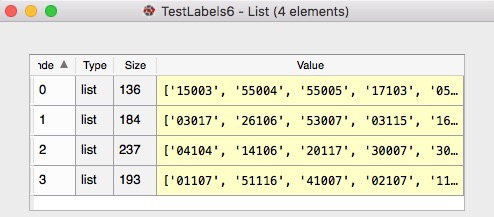 TestLabels6 - List (4 elements)
nde ▲ Type Size Value
0 list 136 ['15003', '55004', '55005', '17103', '05…
1 list 184 ['03017', '26106', '53007', '03115', '16…
2 list 237 ['04104', '14106', '20117', '30007', '30…
3 list 193 ['01107', '51116', '41007', '02107', '11…